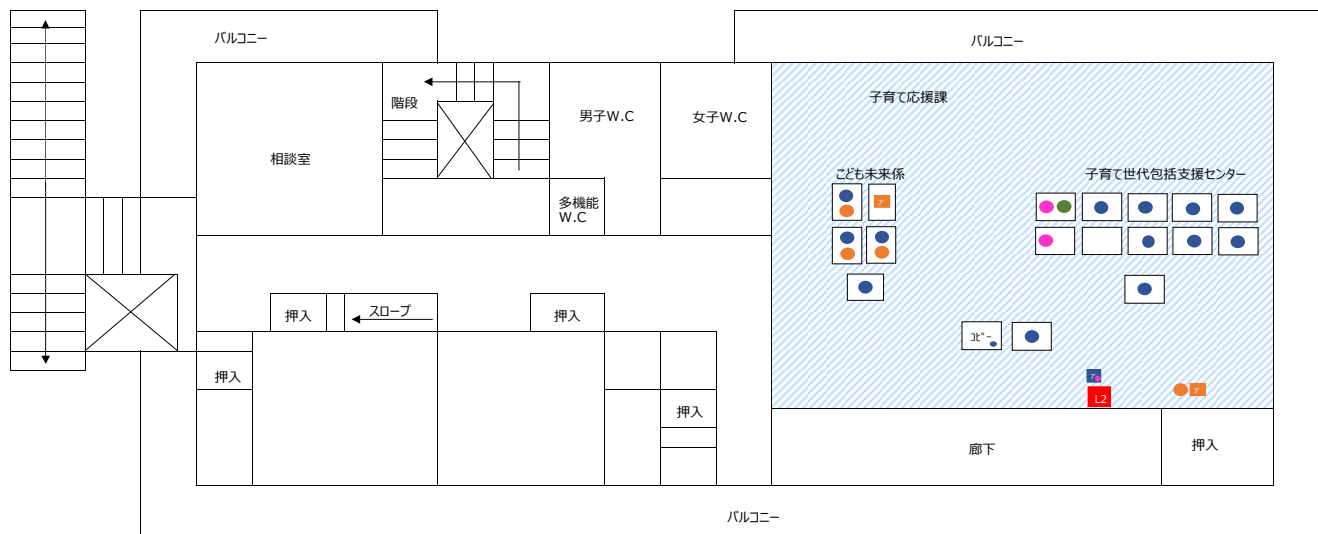 バルコニー
バルコニー
子育て応援課
階段
男子W.C
女子W.C
相談室
こども未来係
子育て世代包括支援センター
ア
多機能
W.C
押入
スロープ
押入
コピー
押入
ア
ア
L2
押入
廊下
押入
バルコニー